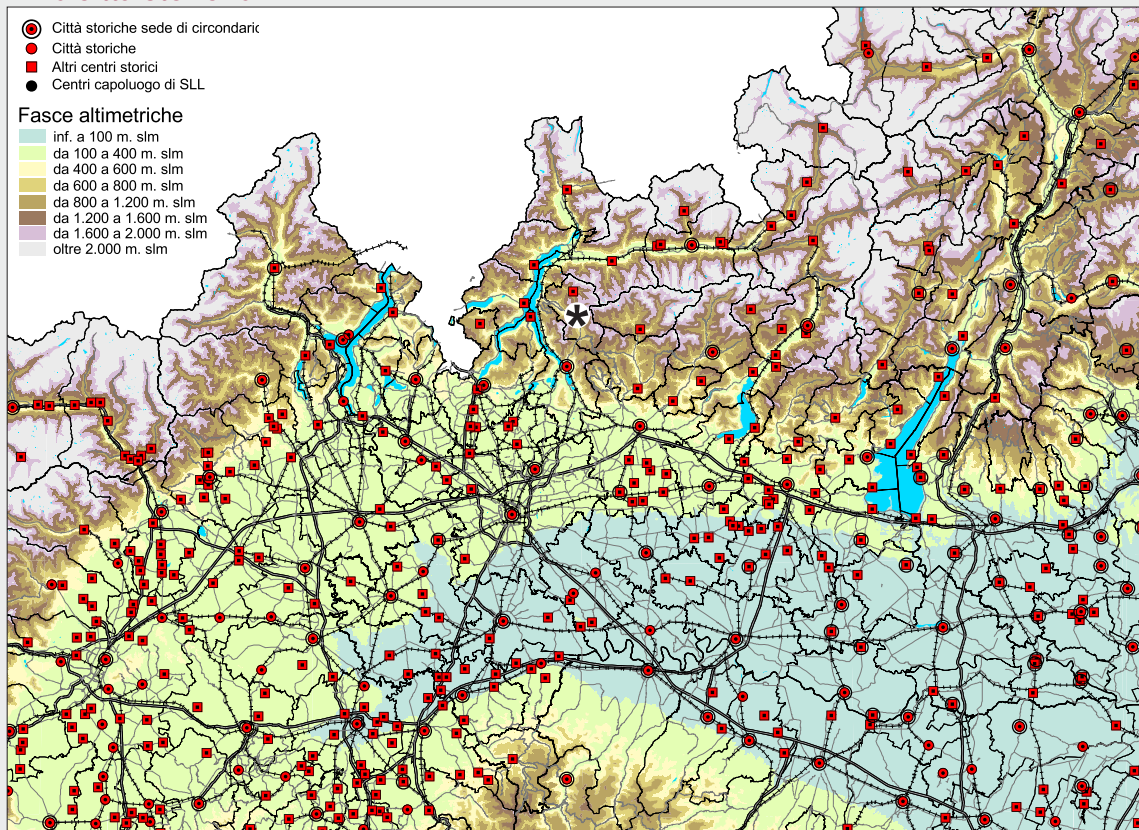 Città storiche sede di circondario
Città storiche
Altri centri storici
Centri capoluogo di SLL
Fasce altimetriche
inf. a 100 m. slm
da 100 a 400 m. slm
da 400 a 600 m. slm
da 600 a 800 m. slm
da 800 a 1.200 m. slm
da 1.200 a 1.600 m. slm
da 1.600 a 2.000 m. slm
oltre 2.000 m. slm
*